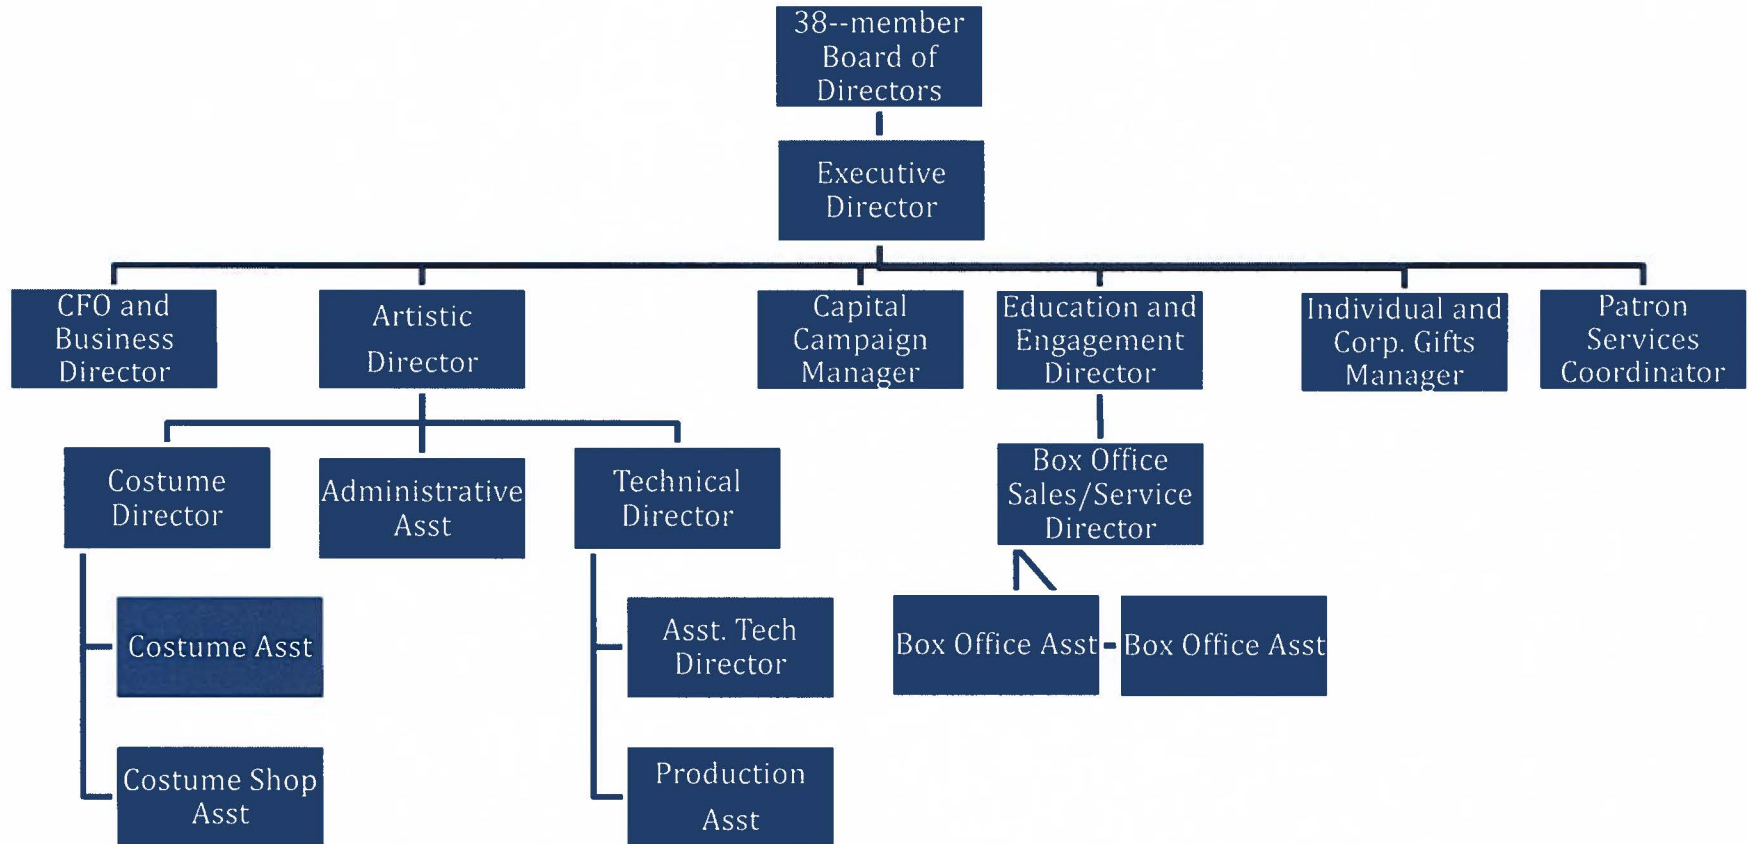 38--member
Board of
Directors
Executive
Director
CFO and
Business
Director
Artistic
Director
Capital
Campaign
Manager
Education and
Engagement
Director
Individual and
Corp. Gifts
Manager
Patron
Services
Coordinator
Costume
Director
Administrative
Asst
Technical
Director
Box Office
Sales/Service
Director
Costume Asst
Asst. Tech
Director
Box Office Asst
Box Office Asst
Costume Shop
Asst
Production
Asst